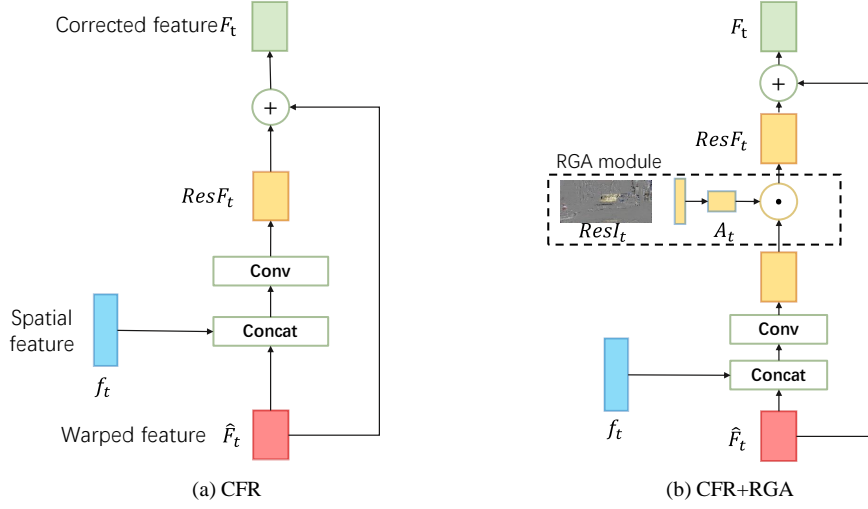 Corrected feature F_t
+
ResF_t
Conv
Spatial
feature
Concat
f_t
Warped feature F̂_t
(a) CFR
F_t
+
ResF_t
RGA module
ResI_t
A_t
Conv
Concat
f_t
F̂_t
(b) CFR+RGA